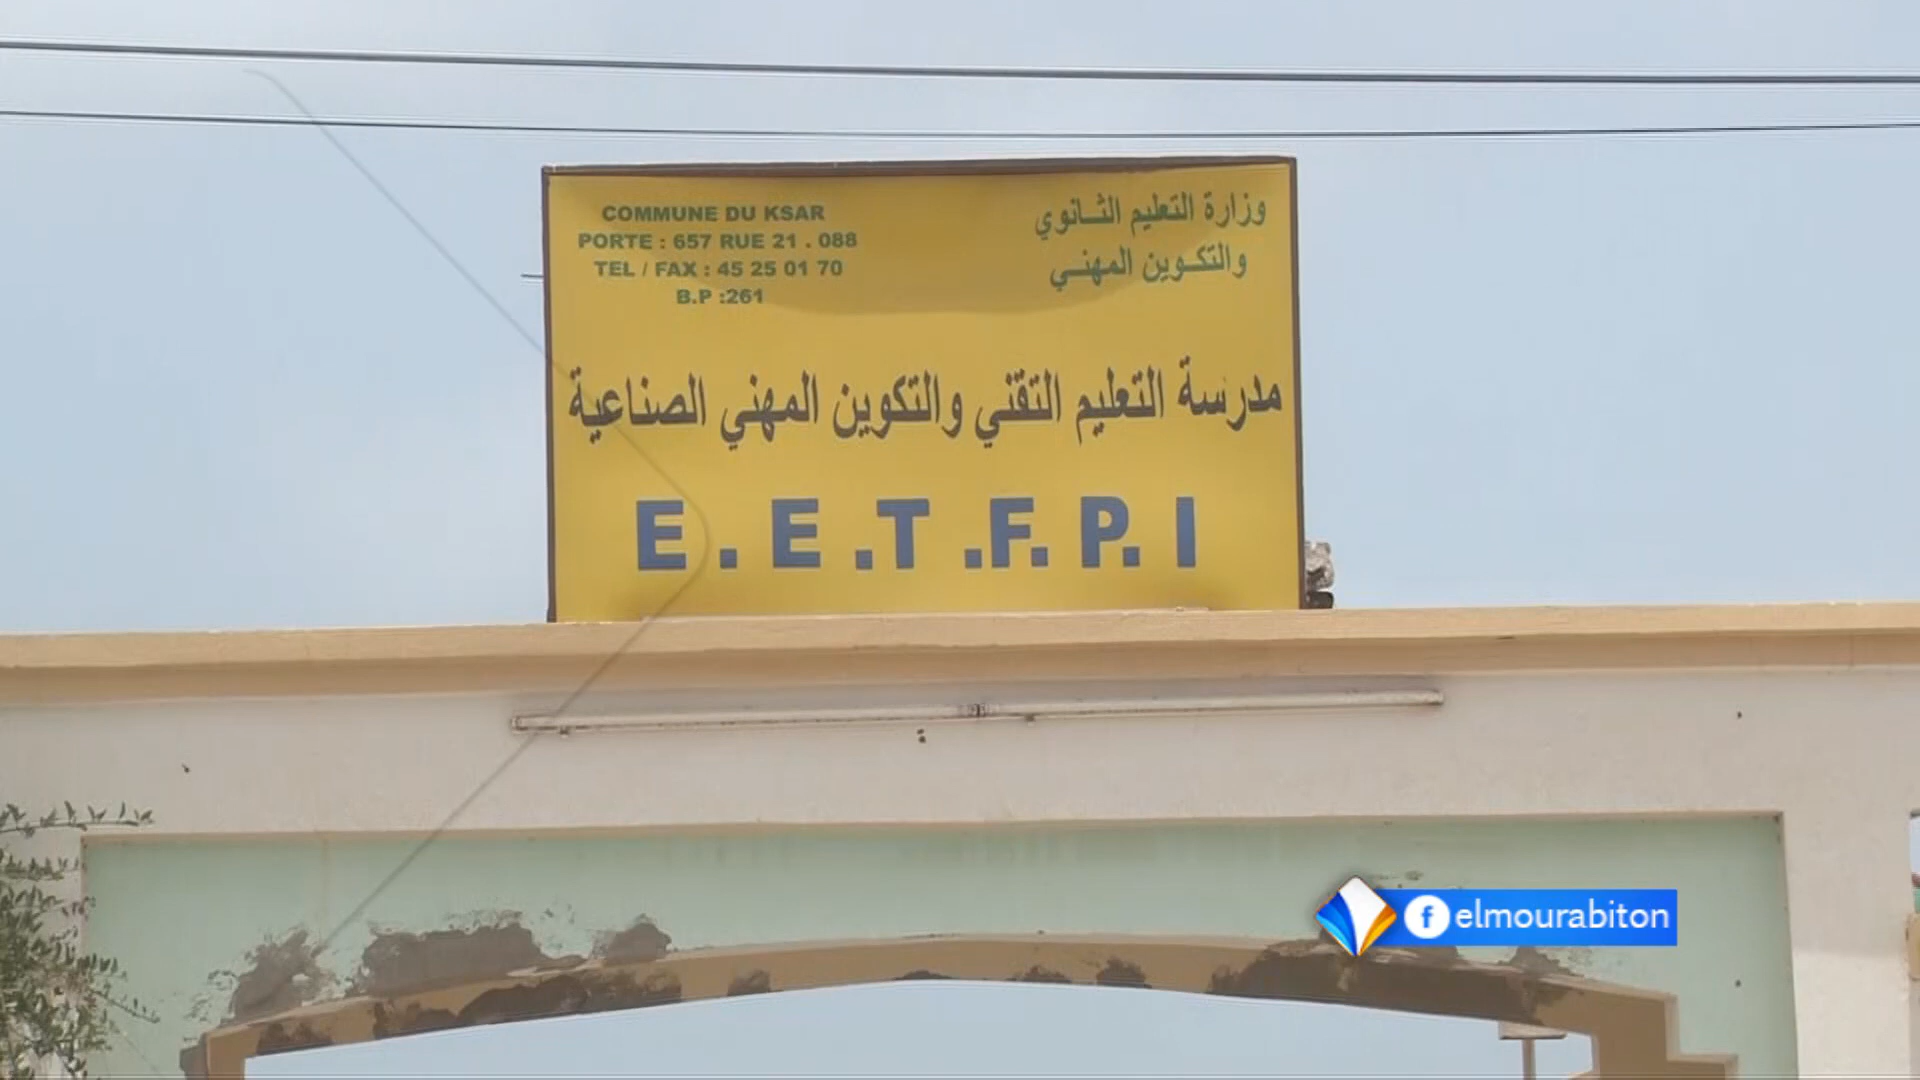 COMMUNE DU KSAR
PORTE : 657 RUE 21 . 088
TEL / FAX : 45 25 01 70
B.P :261
وزارة التعليم الثانوي
والتكوين المهني
مدرسة التعليم التقني والتكوين المهني الصناعية
E . E .T .F. P. I
elmourabiton